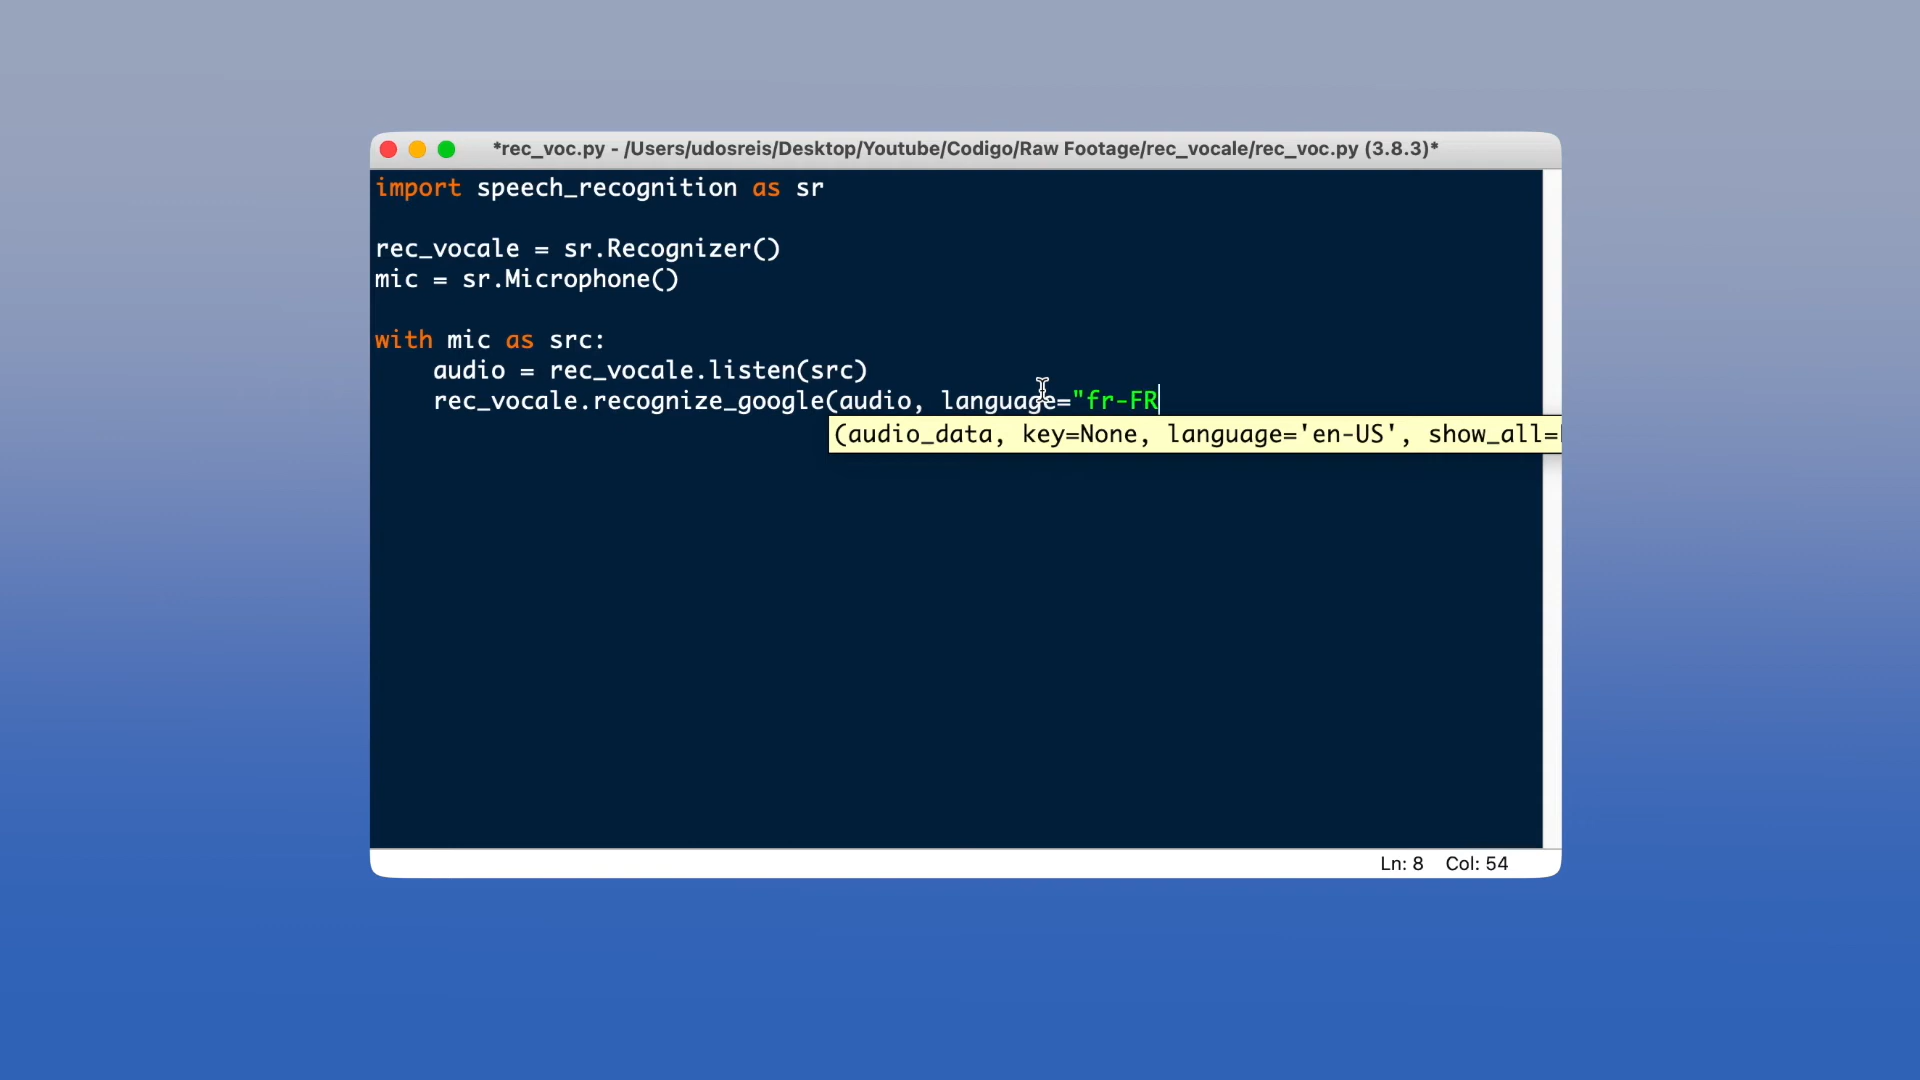 *rec_voc.py - /Users/udosreis/Desktop/Youtube/Codigo/Raw Footage/rec_vocale/rec_voc.py (3.8.3)*
import speech_recognition as sr
rec_vocale = sr.Recognizer()
mic = sr.Microphone()
with mic as src:
    audio = rec_vocale.listen(src)
    rec_vocale.recognize_google(audio, language="fr-FR
(audio_data, key=None, language='en-US', show_all=
Ln: 8 Col: 54